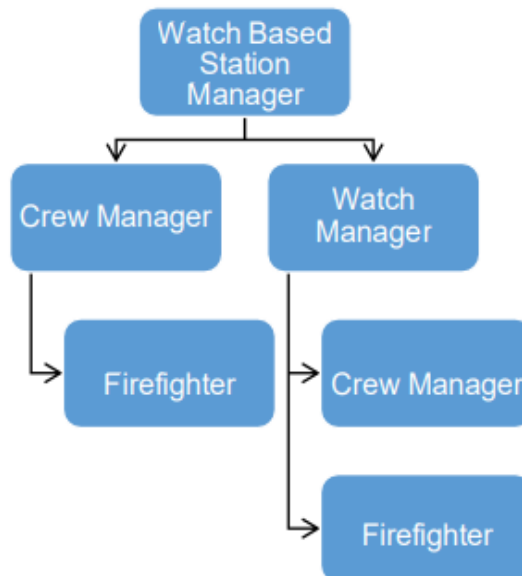 Watch Based
Station
Manager
Crew Manager
Watch
Manager
Firefighter
Crew Manager
Firefighter